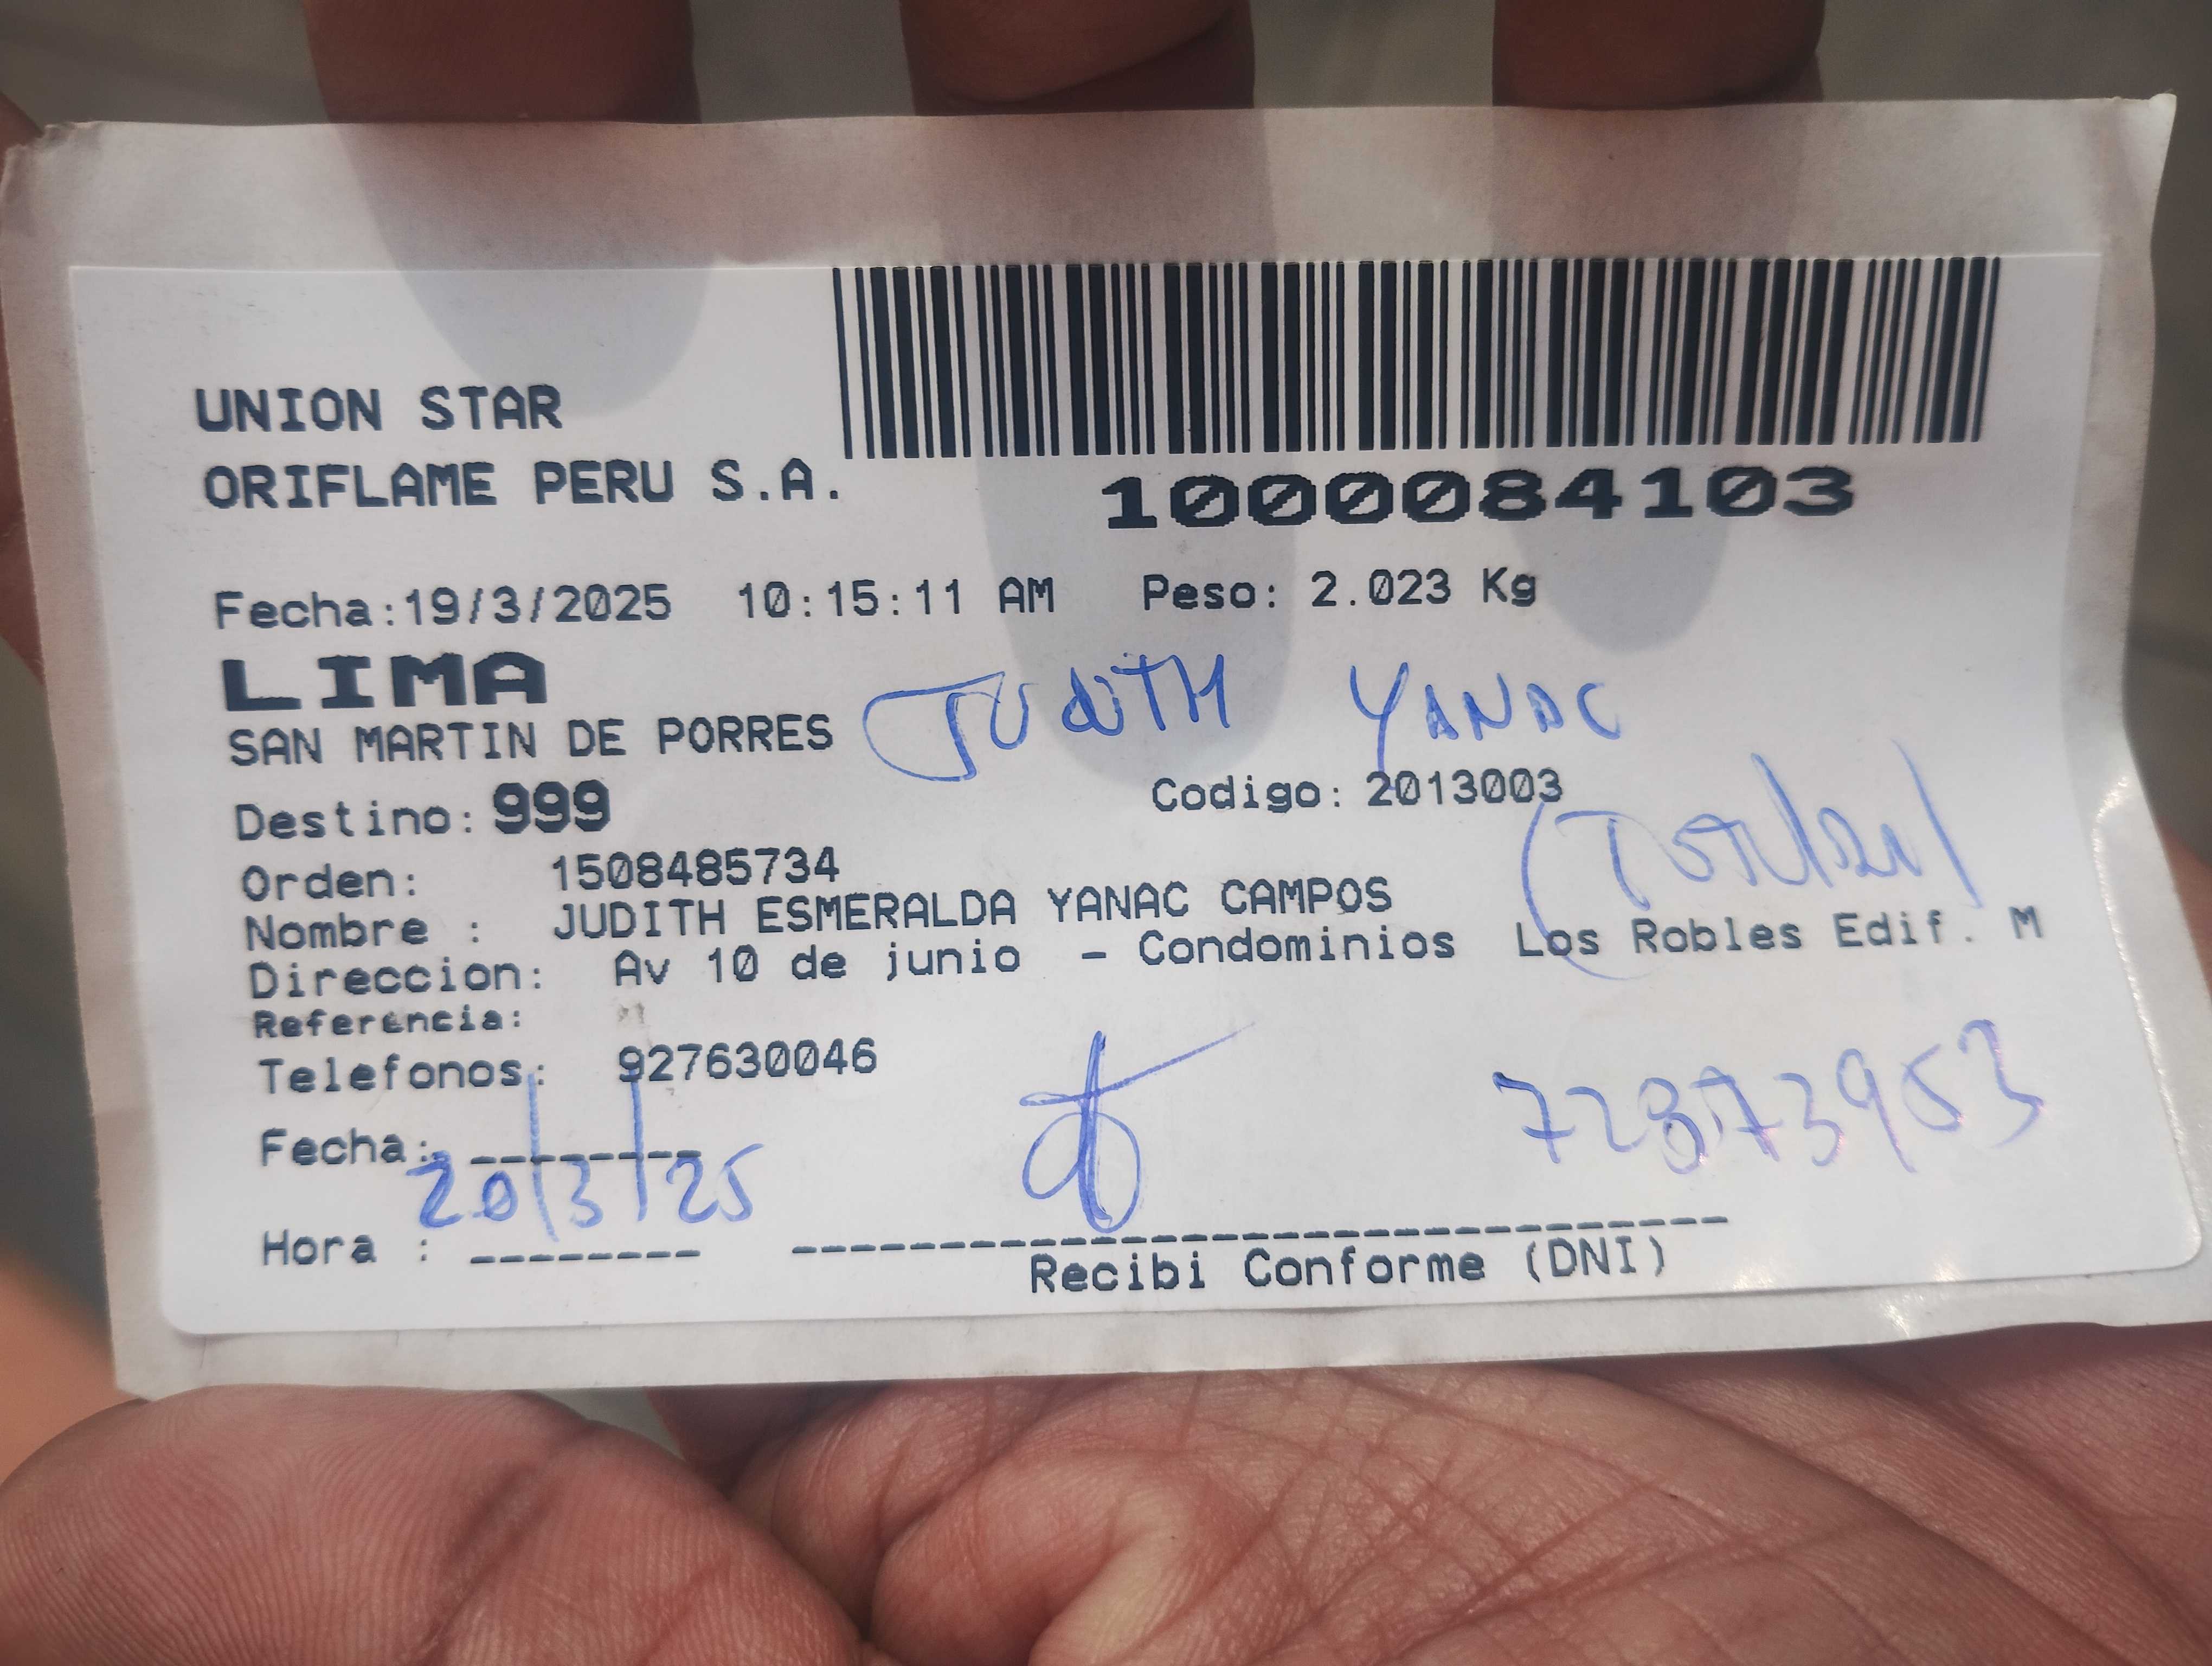 UNION STAR
ORIFLAME PERU S.A.
1000084103
Fecha:19/3/2025 10:15:11 AM Peso: 2.023 Kg
LIMA
JUDITH YANAC
SAN MARTIN DE PORRES
Codigo: 2013003
Destino: 999
(Titular)
Orden: 1508485734
Nombre : JUDITH ESMERALDA YANAC CAMPOS
Direccion: Av 10 de junio - Condominios Los Robles Edif. M
Referencia:
Telefonos: 927630046
72873953
Fecha: 20/3/25
Hora :
Recibi Conforme (DNI)